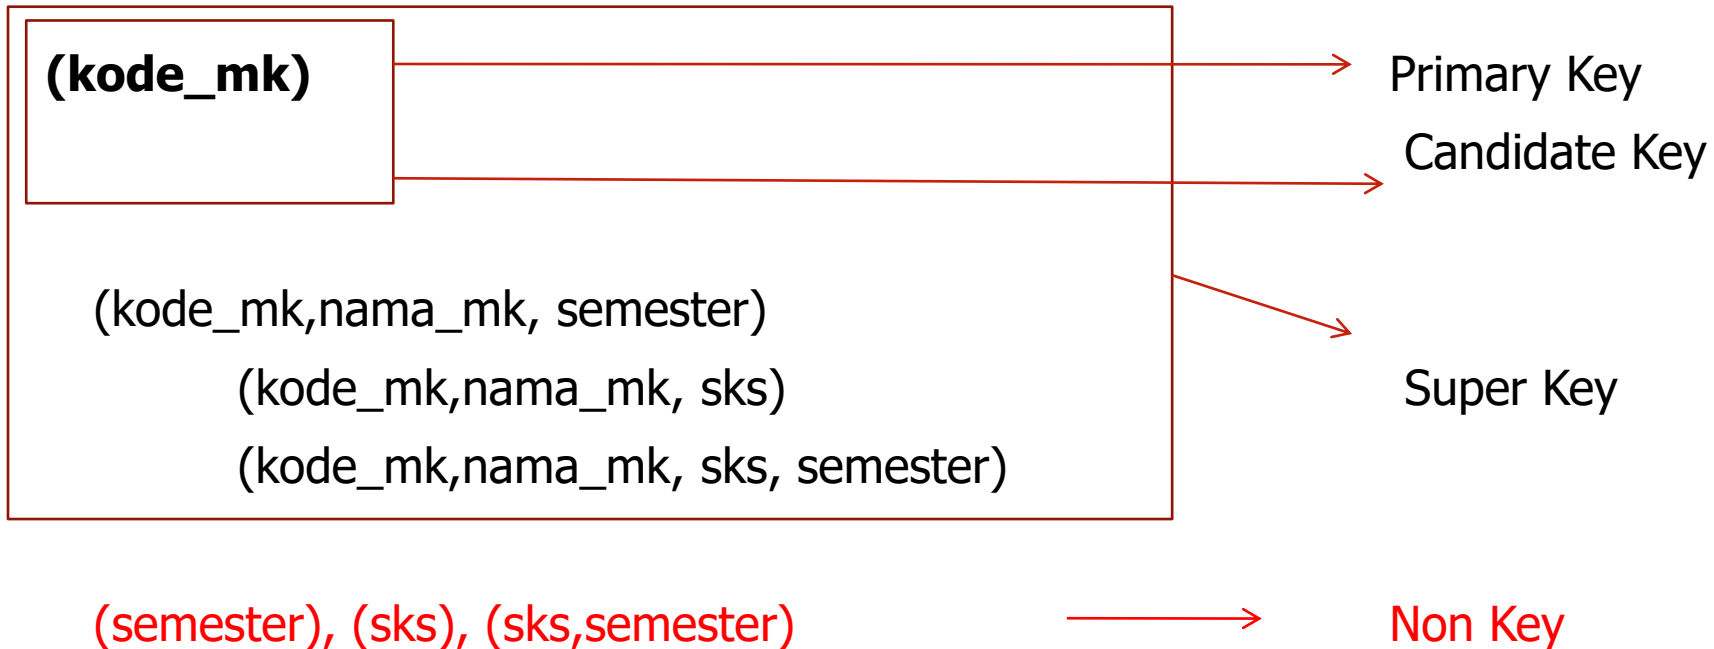 (kode_mk)
Primary Key
Candidate Key
(kode_mk,nama_mk, semester)
(kode_mk,nama_mk, sks)
Super Key
(kode_mk,nama_mk, sks, semester)
(semester), (sks), (sks,semester)
Non Key